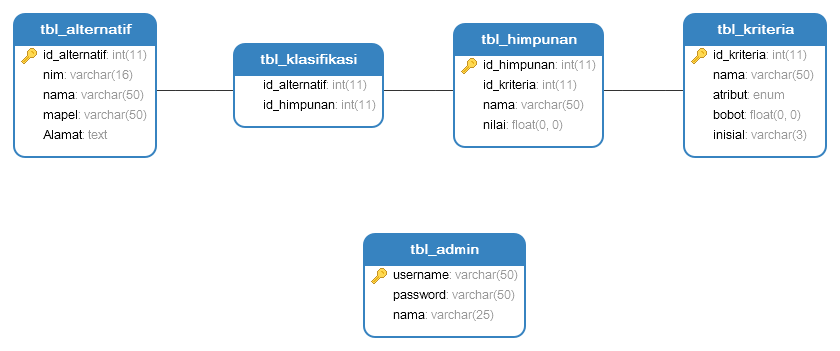 tbl_alternatif
id_alternatif: int(11)
nim: varchar(16)
nama: varchar(50)
mapel: varchar(50)
Alamat: text
tbl_klasifikasi
id_alternatif: int(11)
id_himpunan: int(11)
tbl_himpunan
id_himpunan: int(11)
id_kriteria: int(11)
nama: varchar(50)
nilai: float(0, 0)
tbl_kriteria
id_kriteria: int(11)
nama: varchar(50)
atribut: enum
bobot: float(0, 0)
inisial: varchar(3)
tbl_admin
username: varchar(50)
password: varchar(50)
nama: varchar(25)